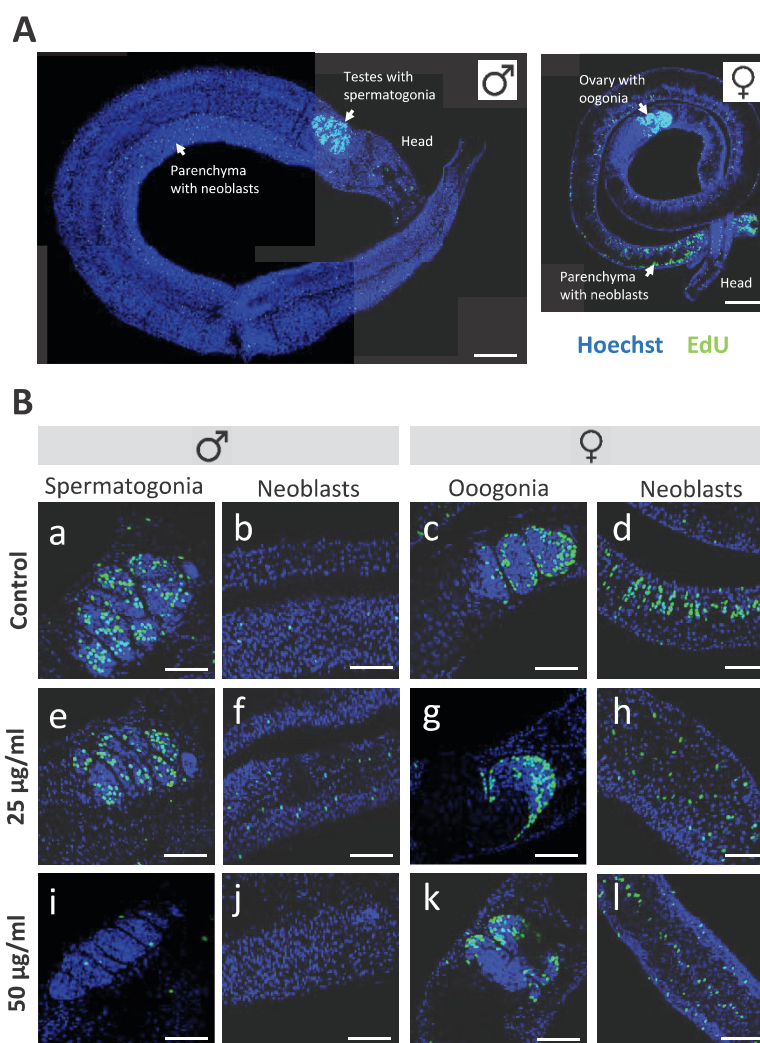 A
♂
♀
Testes with
spermatogonia
Head
Parenchyma
with neoblasts
Ovary with
oogonia
Parenchyma
with neoblasts
Head
Hoechst EdU
B
♂ ♀
Spermatogonia Neoblasts Ooogonia Neoblasts
Control
a b c d
25 µg/ml
e f g h
50 µg/ml
i j k l